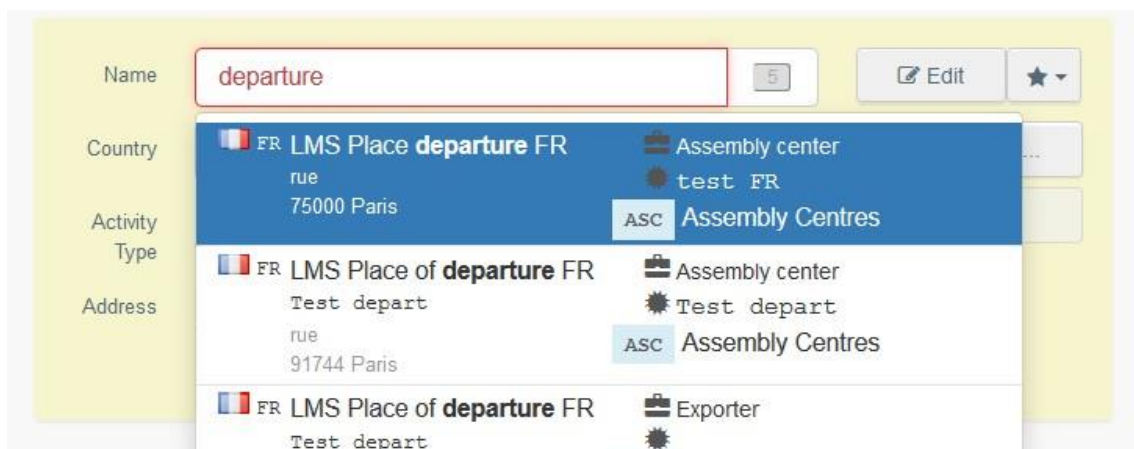 Name departure 5 Edit
Country ...
FR LMS Place departure FR Assembly center
rue test FR
75000 Paris ASC Assembly Centres
Activity
Type
FR LMS Place of departure FR Assembly center
Test depart Test depart
Address
rue ASC Assembly Centres
91744 Paris
FR LMS Place of departure FR Exporter
Test depart